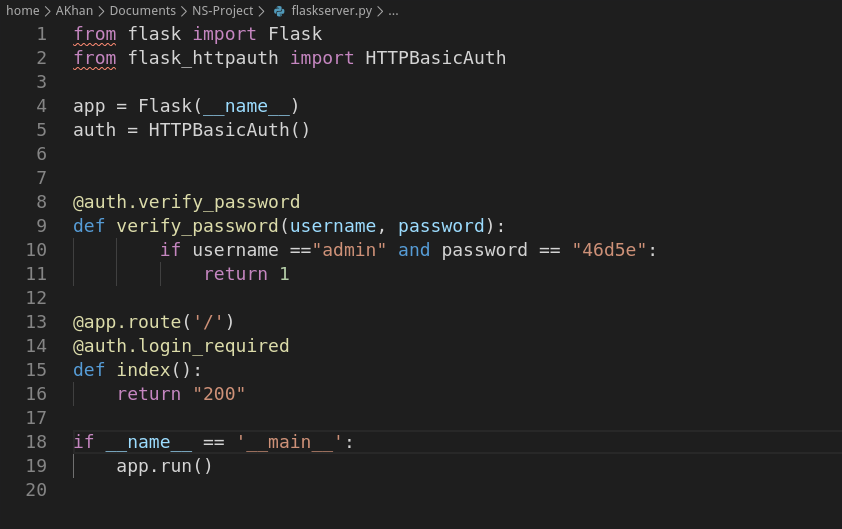 home > AKhan > Documents > NS-Project > flaskserver.py > ...
1 from flask import Flask
2 from flask_httpauth import HTTPBasicAuth
3
4 app = Flask(__name__)
5 auth = HTTPBasicAuth()
6
7
8 @auth.verify_password
9 def verify_password(username, password):
10         if username =="admin" and password == "46d5e":
11             return 1
12
13 @app.route('/')
14 @auth.login_required
15 def index():
16     return "200"
17
18 if __name__ == '__main__':
19     app.run()
20